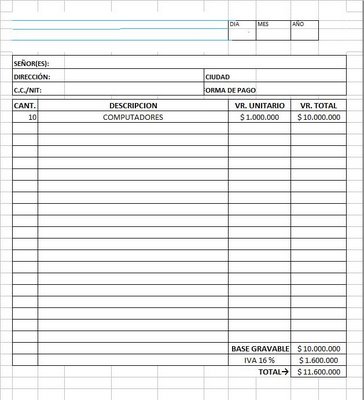 DIA MES AÑO
SEÑOR(ES):
DIRECCIÓN: CIUDAD
C.C./NIT: ORMA DE PAGO
CANT. DESCRIPCION VR. UNITARIO VR. TOTAL
10 COMPUTADORES $ 1.000.000 $ 10.000.000
BASE GRAVABLE $ 10.000.000
IVA 16 % $ 1.600.000
TOTAL→ $ 11.600.000